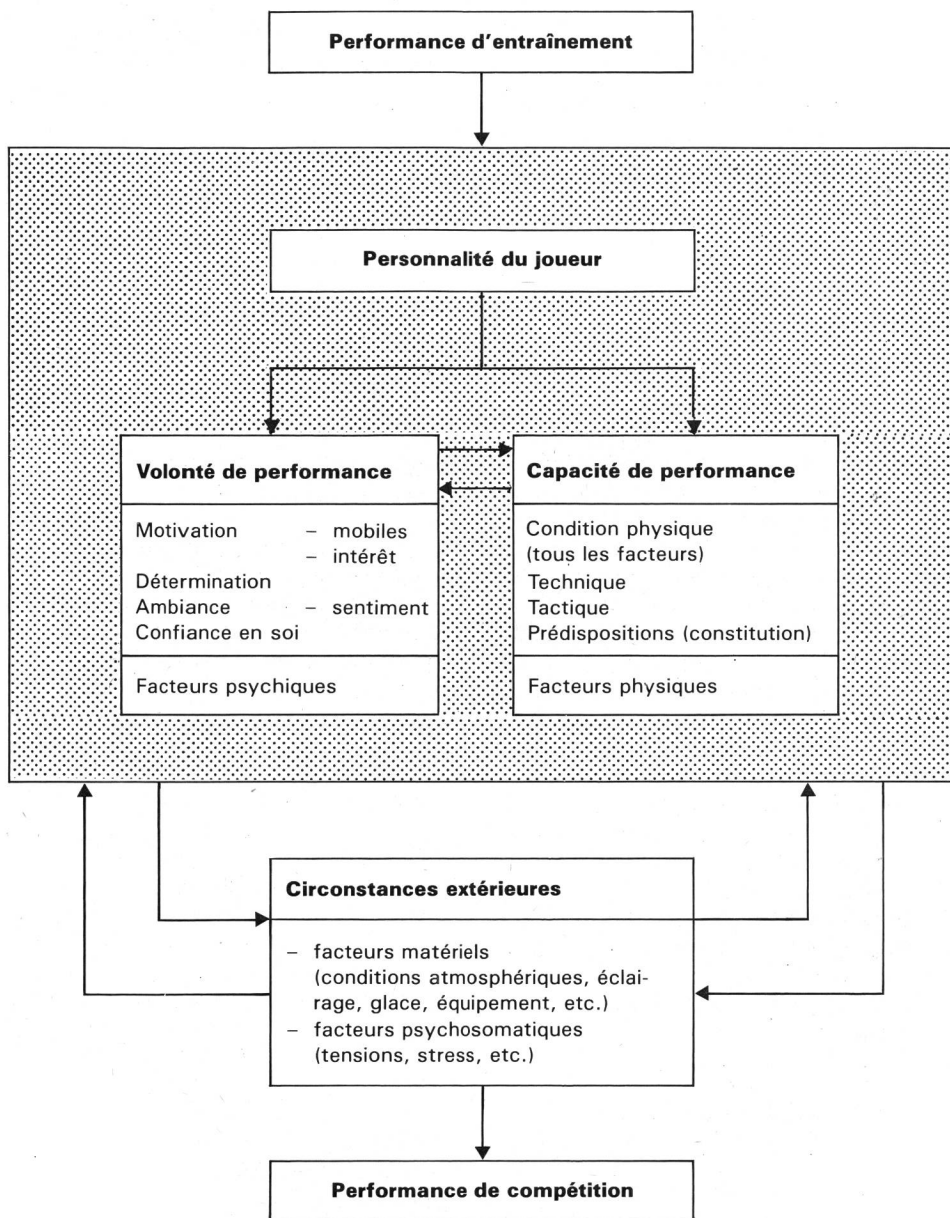 Performance d'entraînement
Personnalité du joueur
Volonté de performance
Motivation – mobiles
– intérêt
Détermination
Ambiance – sentiment
Confiance en soi
Facteurs psychiques
Capacité de performance
Condition physique
(tous les facteurs)
Technique
Tactique
Prédispositions (constitution)
Facteurs physiques
Circonstances extérieures
– facteurs matériels
(conditions atmosphériques, éclai-
rage, glace, équipement, etc.)
– facteurs psychosomatiques
(tensions, stress, etc.)
Performance de compétition